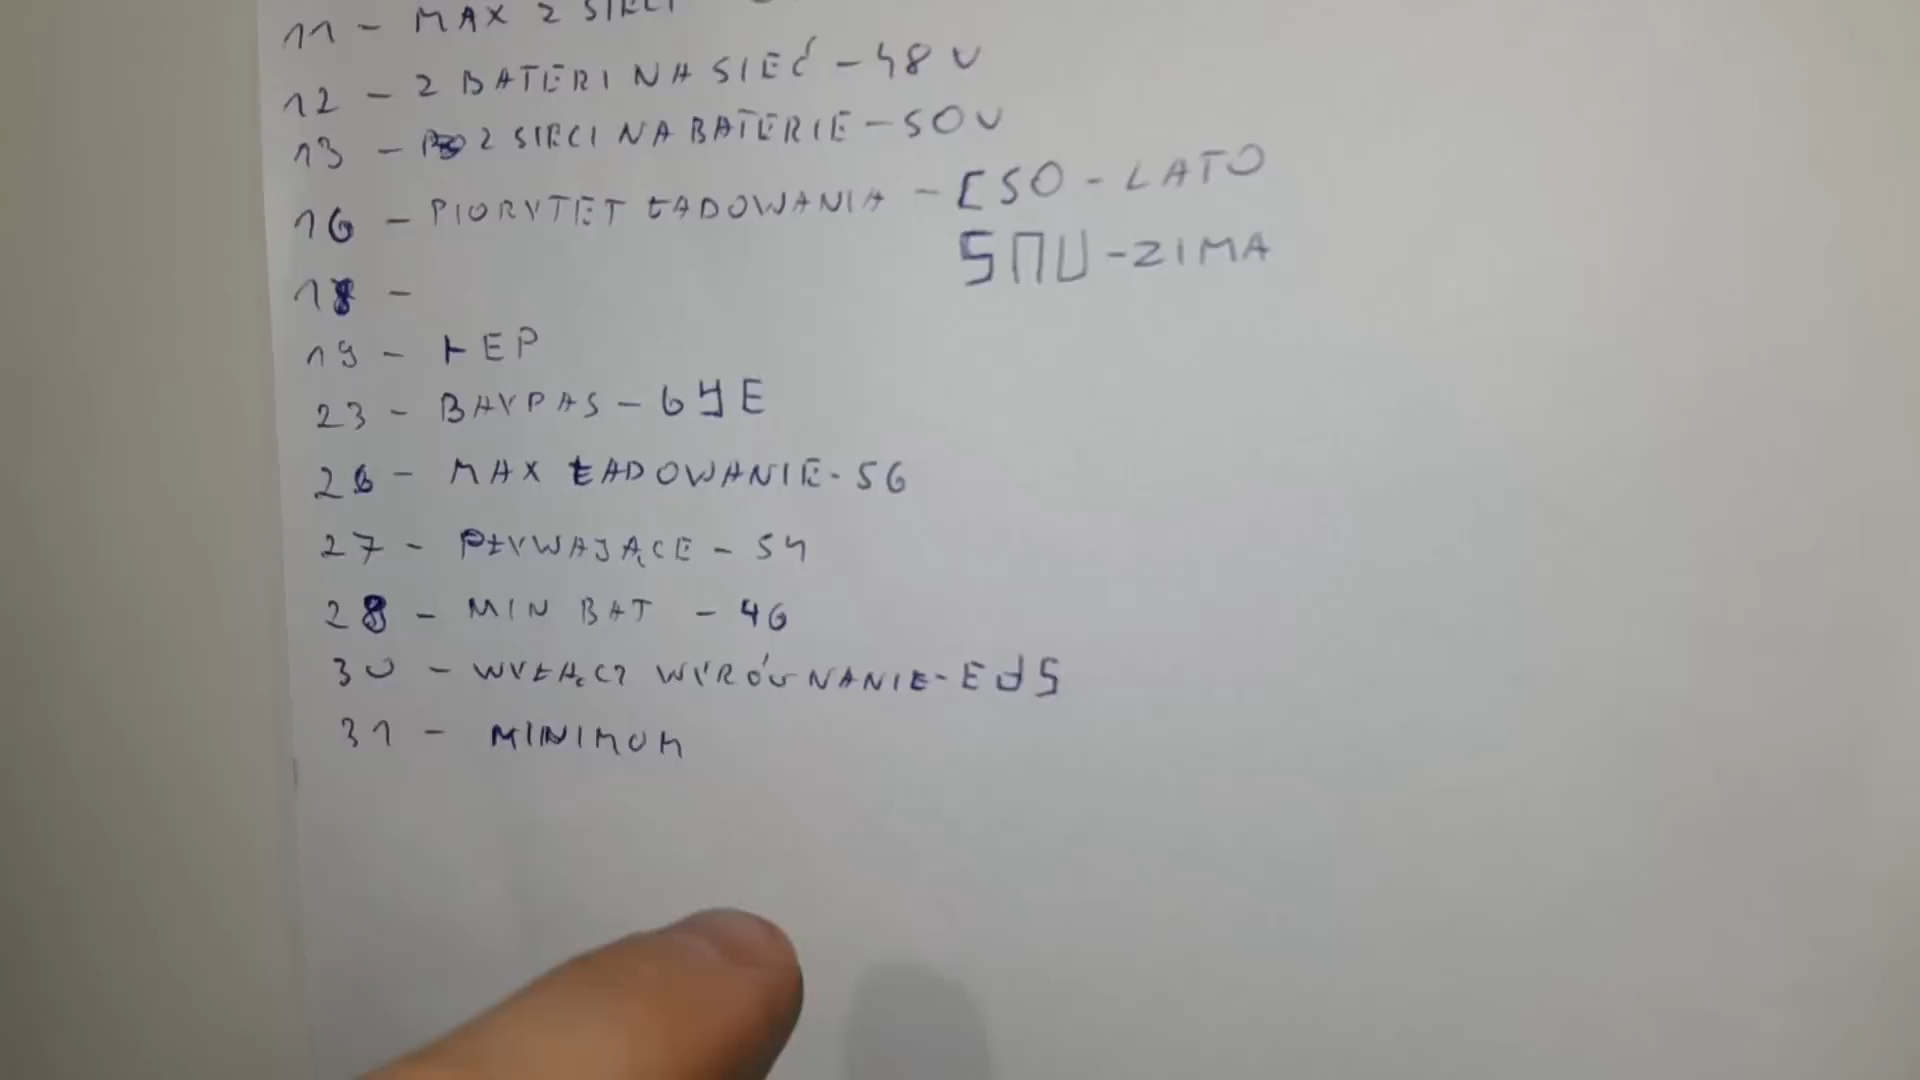 11 - MAX Z SIECI
12 - Z BATERI NA SIEĆ - 48 V
13 - Z SIECI NA BATERIE - 50V
16 - PIORYTET ŁADOWANIA - CSO - LATO
SNU - ZIMA
18 -
19 - EP
23 - BAYPAS - bYE
26 - MAX ŁADOWANIE - 56
27 - PŁYWAJĄCE - 54
28 - MIN BAT - 46
30 - WYŁĄCZ WYRÓWNANIE - EdS
31 - MINIMUM